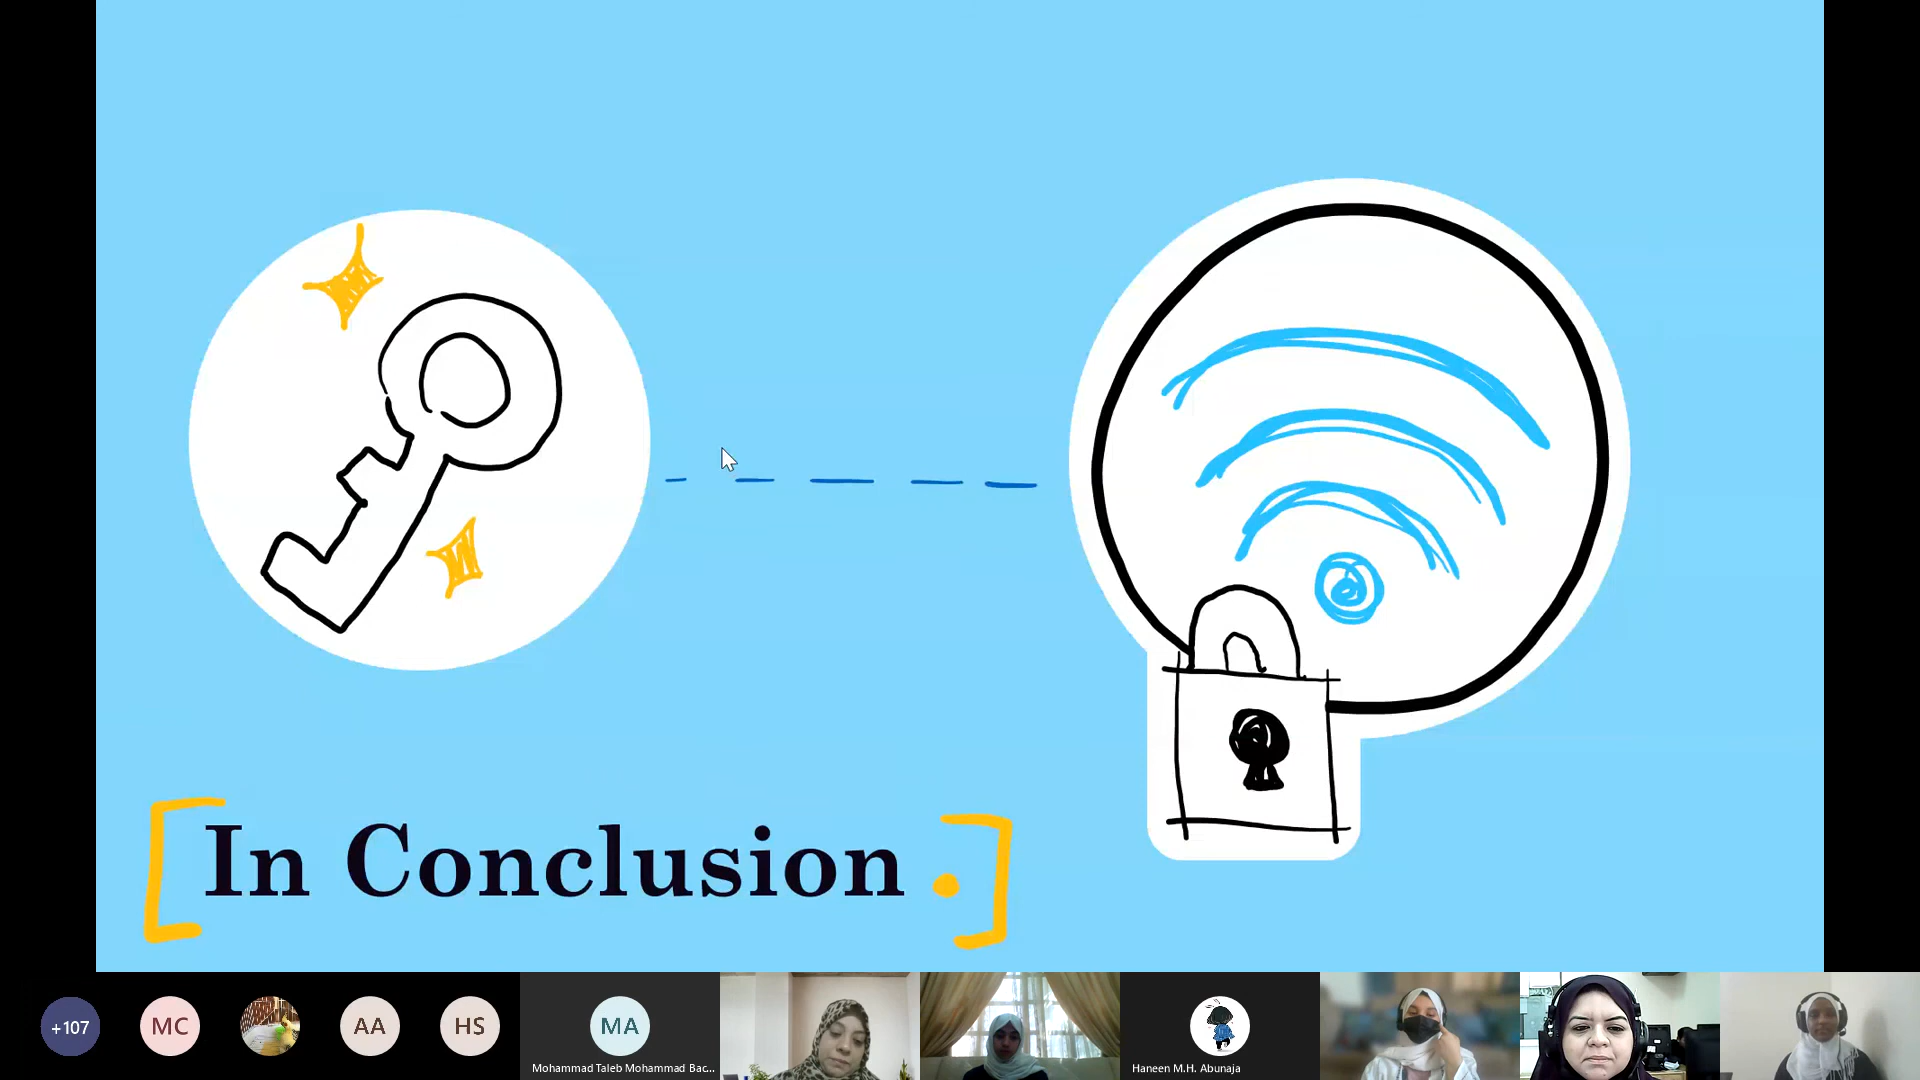 [In Conclusion.]
+107
MC
AA
HS
MA
Mohammad Taleb Mohammad Bac...
Haneen M.H. Abunaja